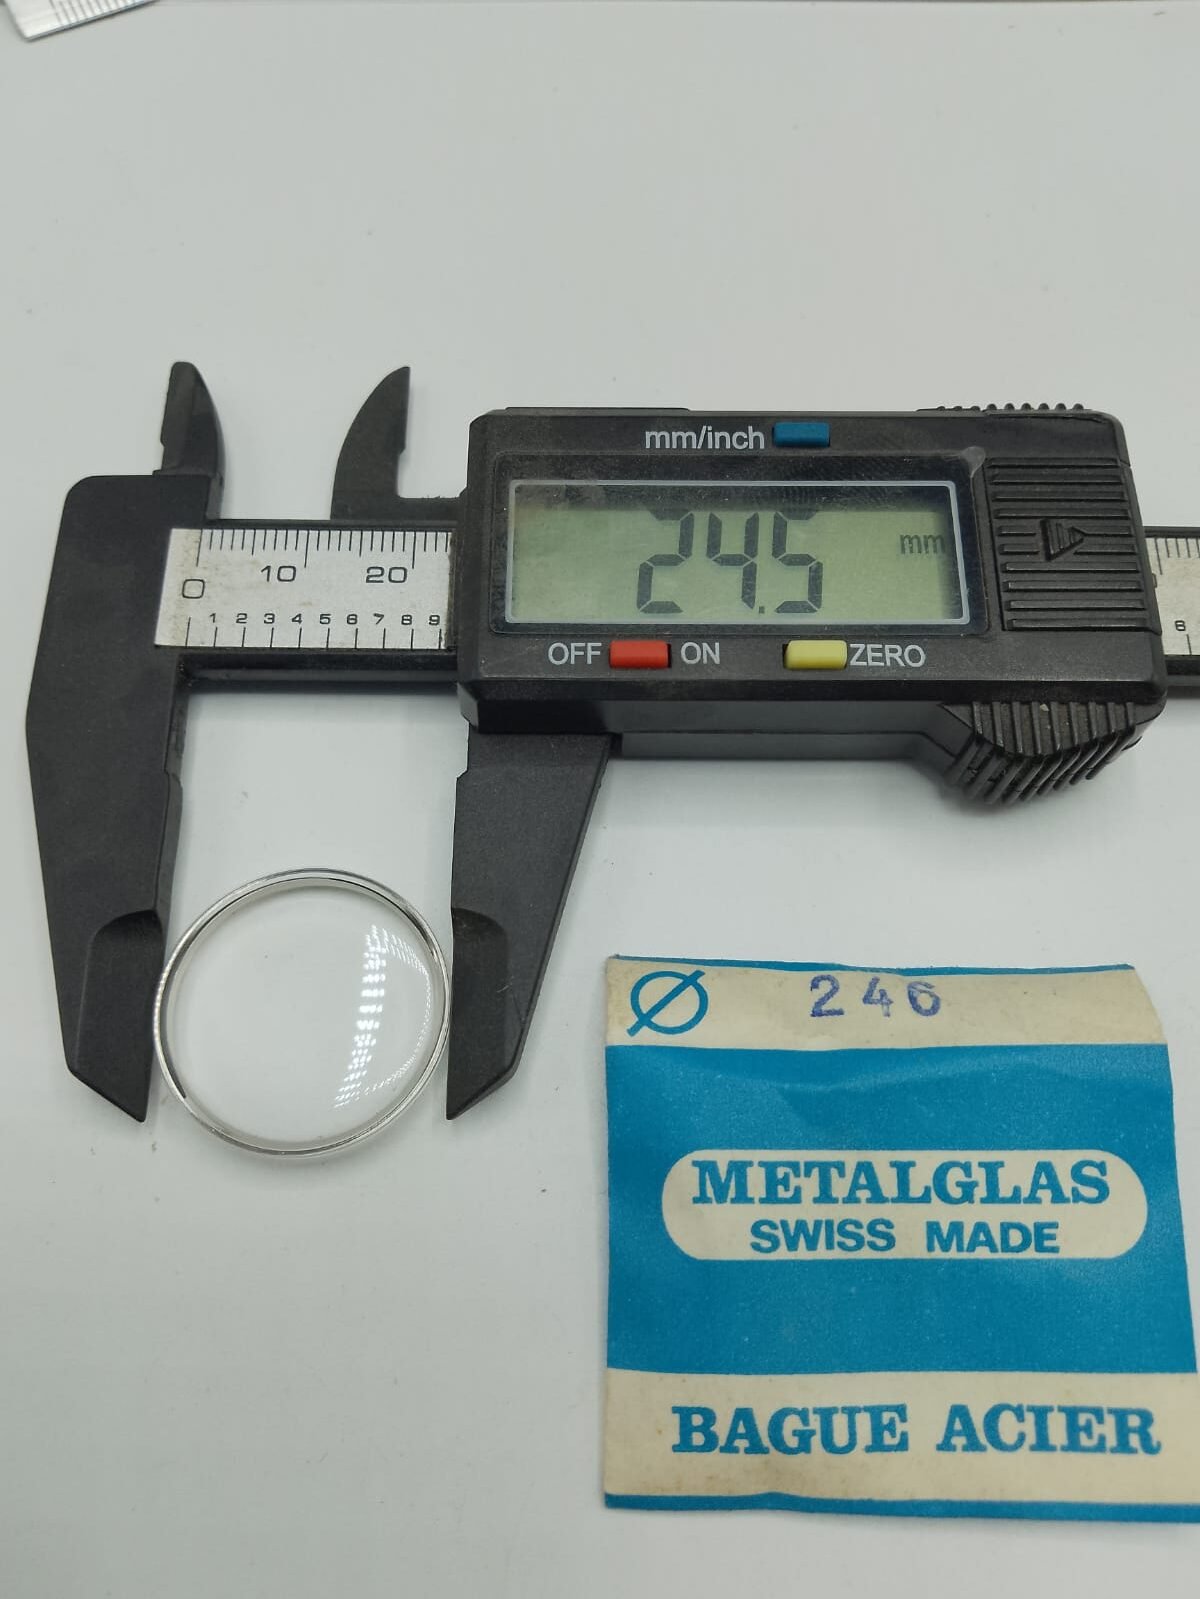 mm/inch
24.5 mm
OFF ON ZERO
0 10 20
1 2 3 4 5 6 7 8 9
6
Ø 246
METALGLAS
SWISS MADE
BAGUE ACIER